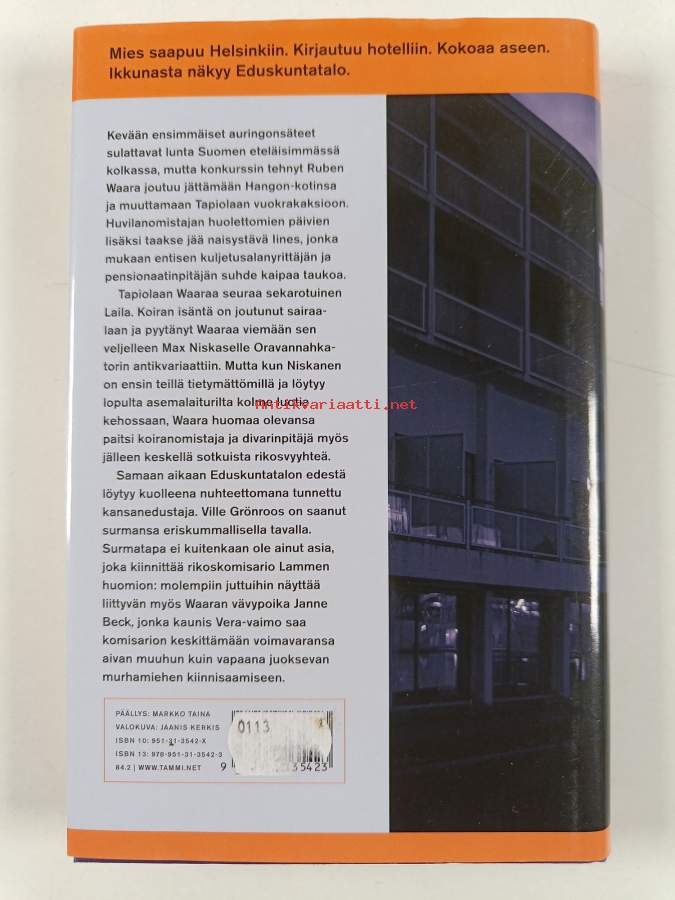 Mies saapuu Helsinkiin. Kirjautuu hotelliin. Kokoaa aseen.
Ikkunasta näkyy Eduskuntatalo.
Kevään ensimmäiset auringonsäteet
sulattavat lunta Suomen eteläisimmässä
kolkassa, mutta konkurssin tehnyt Ruben
Waara joutuu jättämään Hangon-kotinsa
ja muuttamaan Tapiolaan vuokrakaksioon.
Huvilanomistajan huolettomien päivien
lisäksi taakse jää naisystävä Iines, jonka
mukaan entisen kuljetusalanyrittäjän ja
pensionaatinpitäjän suhde kaipaa taukoa.
Tapiolaan Waaraa seuraa sekarotuinen
Laila. Koiran isäntä on joutunut sairaa-
laan ja pyytänyt Waaraa viemään sen
veljelleen Max Niskaselle Oravannahka-
torin antikvariaattiin. Mutta kun Niskanen
on ensin teillä tietymättömillä ja löytyy
lopulta asemalaiturilta kolme luotia
Antikvariaatti.net
kehossaan, Waara huomaa olevansa
paitsi koiranomistaja ja divarinpitäjä myös
jälleen keskellä sotkuista rikosvyyhteä.
Samaan aikaan Eduskuntatalon edestä
löytyy kuolleena nuhteettomana tunnettu
kansanedustaja. Ville Grönroos on saanut
surmansa eriskummallisella tavalla.
Surmatapa ei kuitenkaan ole ainut asia,
joka kiinnittää rikoskomisario Lammen
huomion: molempiin juttuihin näyttää
liittyvän myös Waaran vävypoika Janne
Beck, jonka kaunis Vera-vaimo saa
komisarion keskittämään voimavaransa
aivan muuhun kuin vapaana juoksevan
murhamiehen kiinnisaamiseen.
PÄÄLLYS: MARKKO TAINA
VALOKUVA: JAANIS KERKIS
ISBN 10: 951-31-3542-X
ISBN 13: 978-951-31-3542-3
84.2 | WWW.TAMMI.NET
0113
9
35423